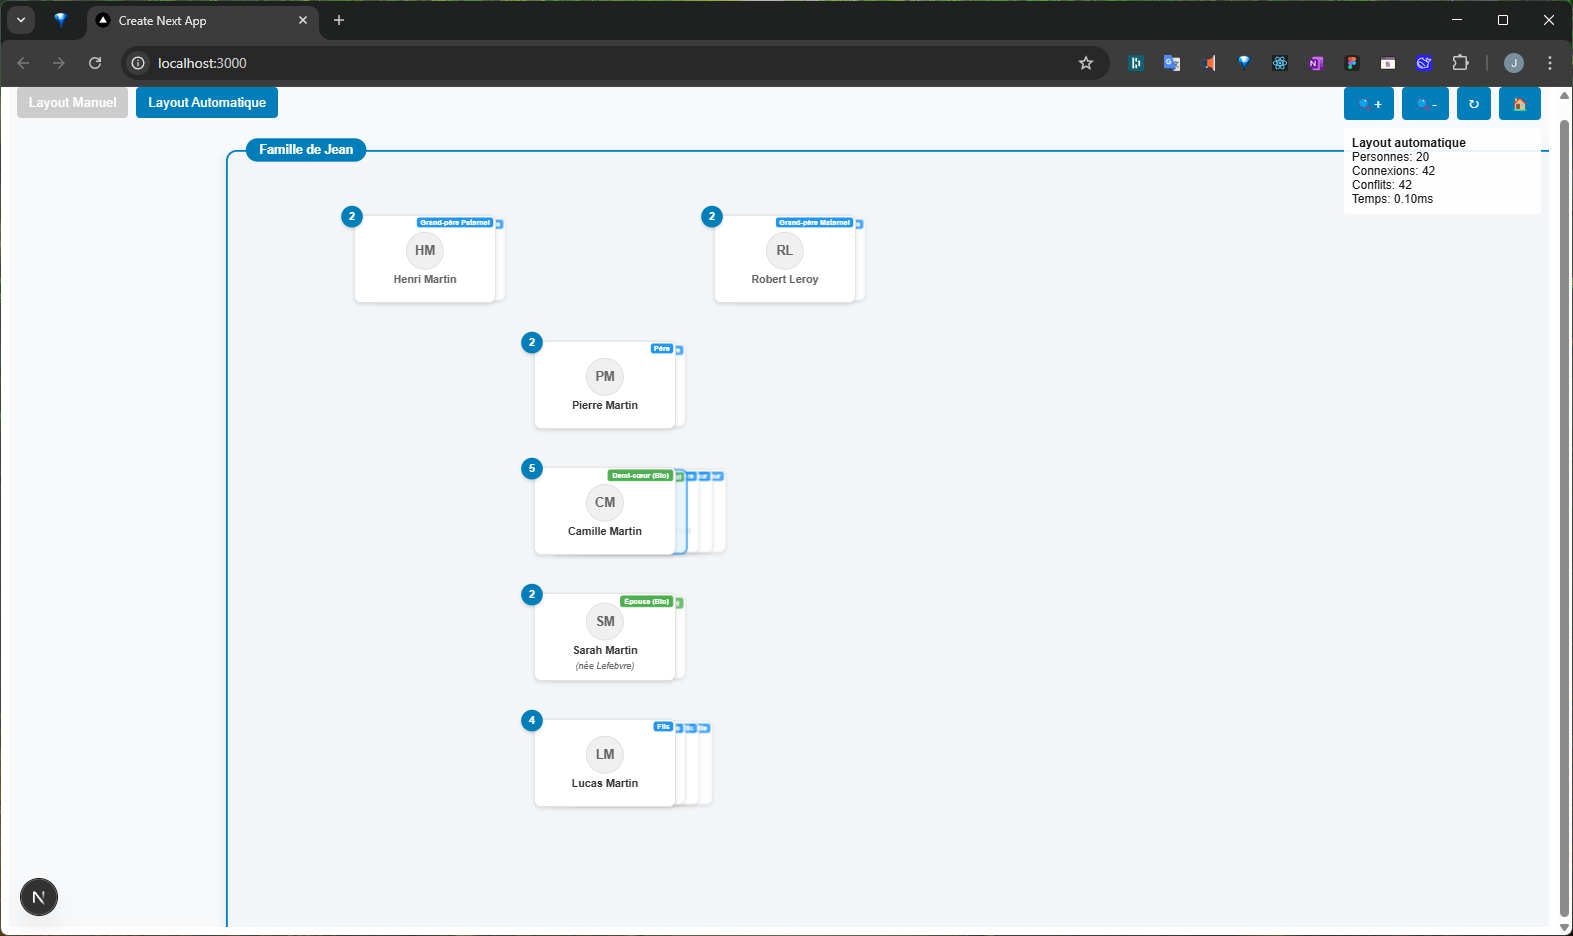 Create Next App
localhost:3000
J
Layout Manuel
Layout Automatique
+
-
Famille de Jean
Layout automatique
Personnes: 20
Connexions: 42
Conflits: 42
Temps: 0.10ms
2
Grand-père Paternel
HM
Henri Martin
2
Grand-père Maternel
RL
Robert Leroy
2
Père
PM
Pierre Martin
5
Demi-sœur (Bio)
CM
Camille Martin
2
Épouse (Bio)
SM
Sarah Martin
(née Lefebvre)
4
Fils
LM
Lucas Martin
N